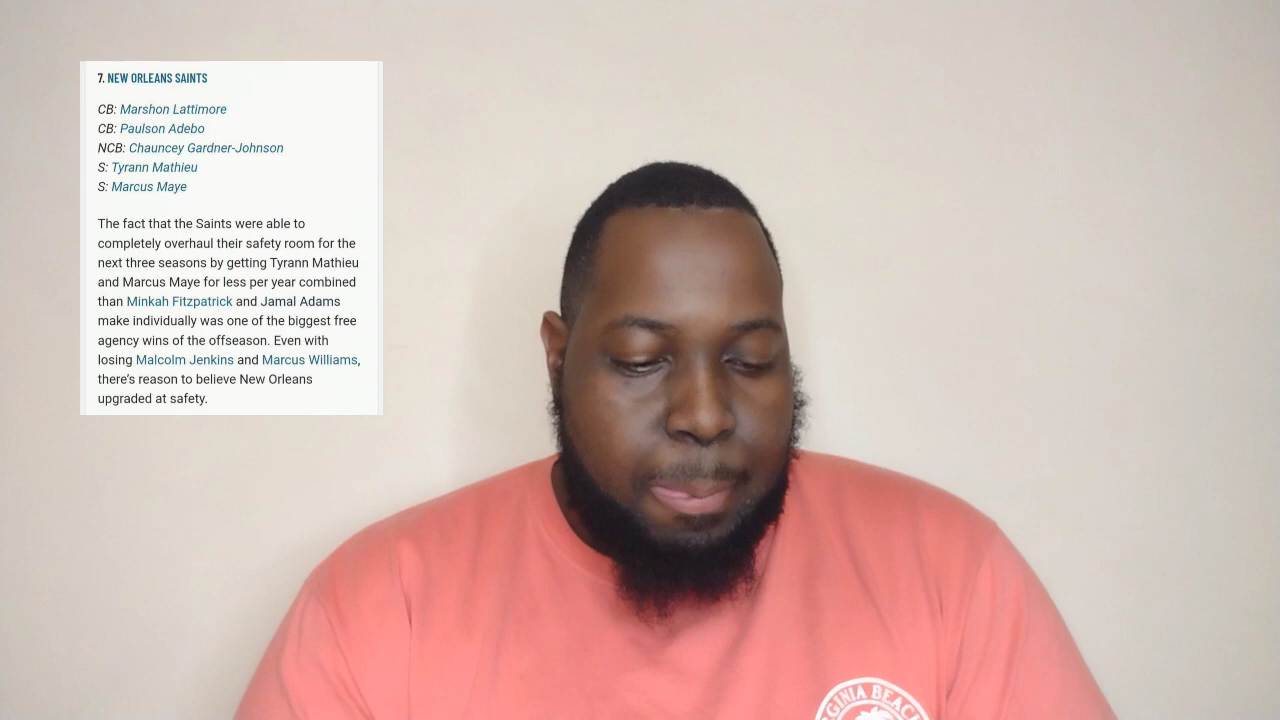 7. NEW ORLEANS SAINTS
CB: Marshon Lattimore
CB: Paulson Adebo
NCB: Chauncey Gardner-Johnson
S: Tyrann Mathieu
S: Marcus Maye
The fact that the Saints were able to
completely overhaul their safety room for the
next three seasons by getting Tyrann Mathieu
and Marcus Maye for less per year combined
than Minkah Fitzpatrick and Jamal Adams
make individually was one of the biggest free
agency wins of the offseason. Even with
losing Malcolm Jenkins and Marcus Williams,
there's reason to believe New Orleans
upgraded at safety.